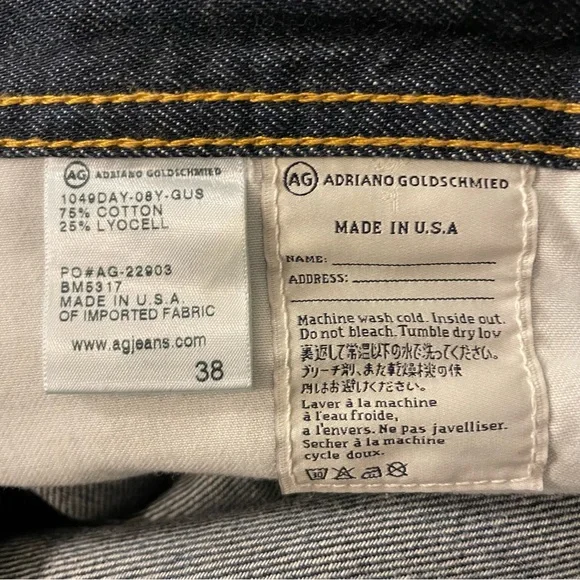 AG ADRIANO GOLDSCHMIED
1049DAY-08Y-GUS
75% COTTON
25% LYOCELL
PO#AG-22903
BM5317
MADE IN U.S.A.
OF IMPORTED FABRIC
www.agjeans.com
38
AG ADRIANO GOLDSCHMIED
MADE IN U.S.A
NAME:
ADDRESS:
Machine wash cold. Inside out.
Do not bleach. Tumble dry low
裏返して常温以下の水で洗ってください。
ブリーチ剤、また乾燥機の使
用はお避けください。
Laver à la machine
à l'eau froide,
a l'envers. Ne pas javelliser.
Secher à la machine
cycle doux.